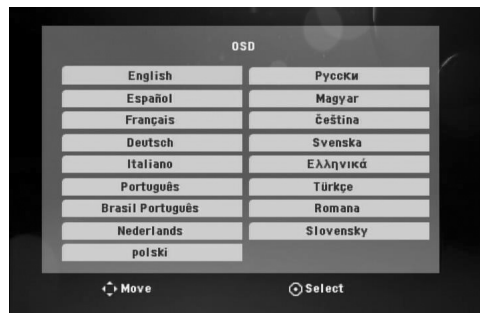 OSD
English
Español
Français
Deutsch
Italiano
Português
Brasil Português
Nederlands
polski
Русски
Magyar
čeština
Svenska
Ελληνικά
Türkçe
Romana
Slovensky
Move
Select